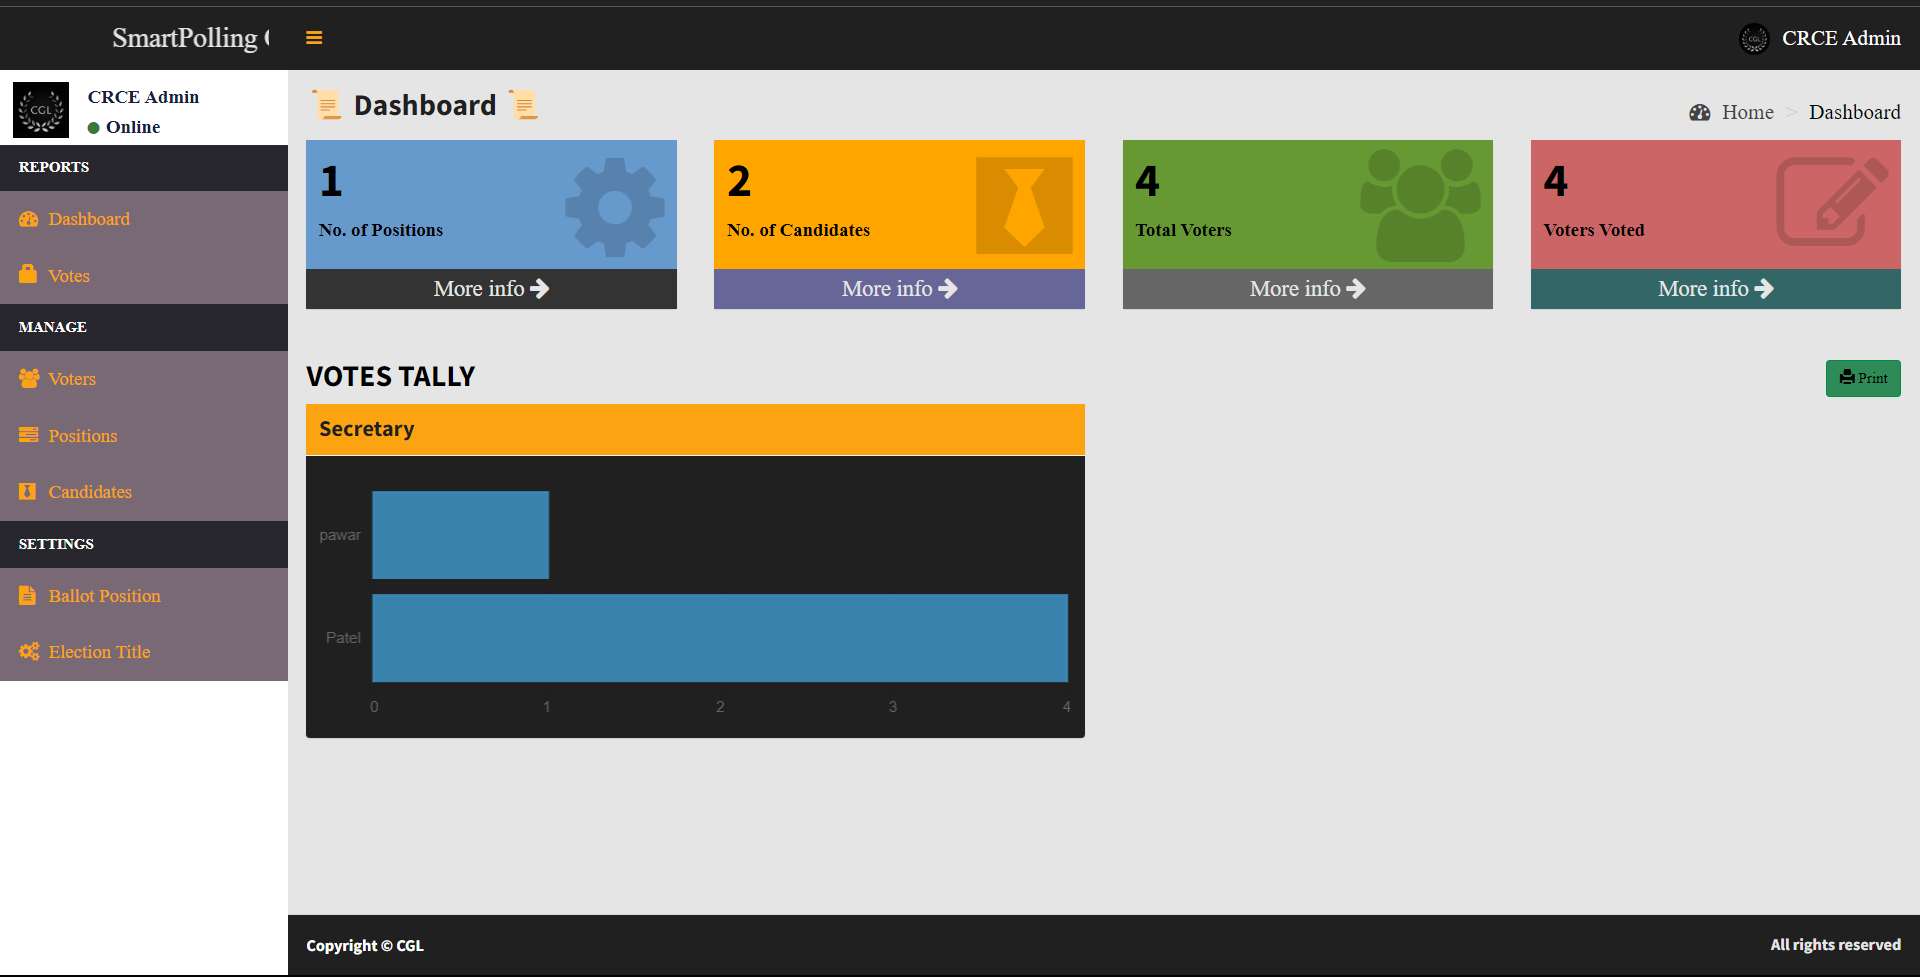 SmartPolling
CRCE Admin
CGL
CRCE Admin
Online
REPORTS
Dashboard
Votes
MANAGE
Voters
Positions
Candidates
SETTINGS
Ballot Position
Election Title
Dashboard
Home > Dashboard
1
No. of Positions
More info
2
No. of Candidates
More info
4
Total Voters
More info
4
Voters Voted
More info
VOTES TALLY
Print
Secretary
pawar
Patel
0 1 2 3 4
Copyright © CGL
All rights reserved